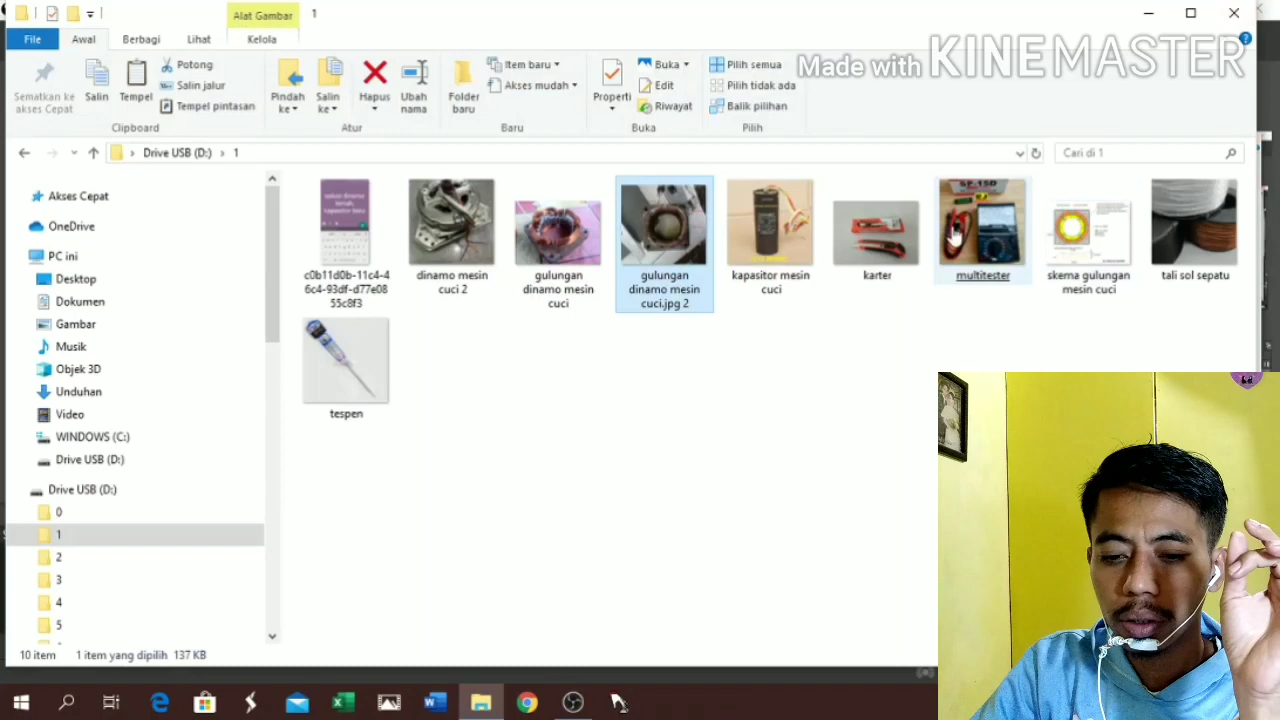 Alat Gambar
1
File
Awal
Berbagi
Lihat
Kelola
Made with KINEMASTER
Sematkan ke akses Cepat
Salin
Tempel
Potong
Salin jalur
Tempel pintasan
Clipboard
Pindah ke
Salin ke
Hapus
Ubah nama
Atur
Folder baru
Item baru
Akses mudah
Baru
Properti
Buka
Edit
Riwayat
Buka
Pilih semua
Pilih tidak ada
Balik pilihan
Pilih
Drive USB (D:) › 1
Cari di 1
Akses Cepat
OneDrive
PC ini
Desktop
Dokumen
Gambar
Musik
Objek 3D
Unduhan
Video
WINDOWS (C:)
Drive USB (D:)
Drive USB (D:)
0
1
2
3
4
5
c0b11d0b-11c4-4
6c4-93df-d77e08
55c8f3
dinamo mesin
cuci 2
gulungan
dinamo mesin
cuci
gulungan
dinamo mesin
cuci.jpg 2
kapasitor mesin
cuci
karter
SP-15D
multitester
skema gulungan
mesin cuci
tali sol sepatu
tespen
10 item
1 item yang dipilih 137 KB